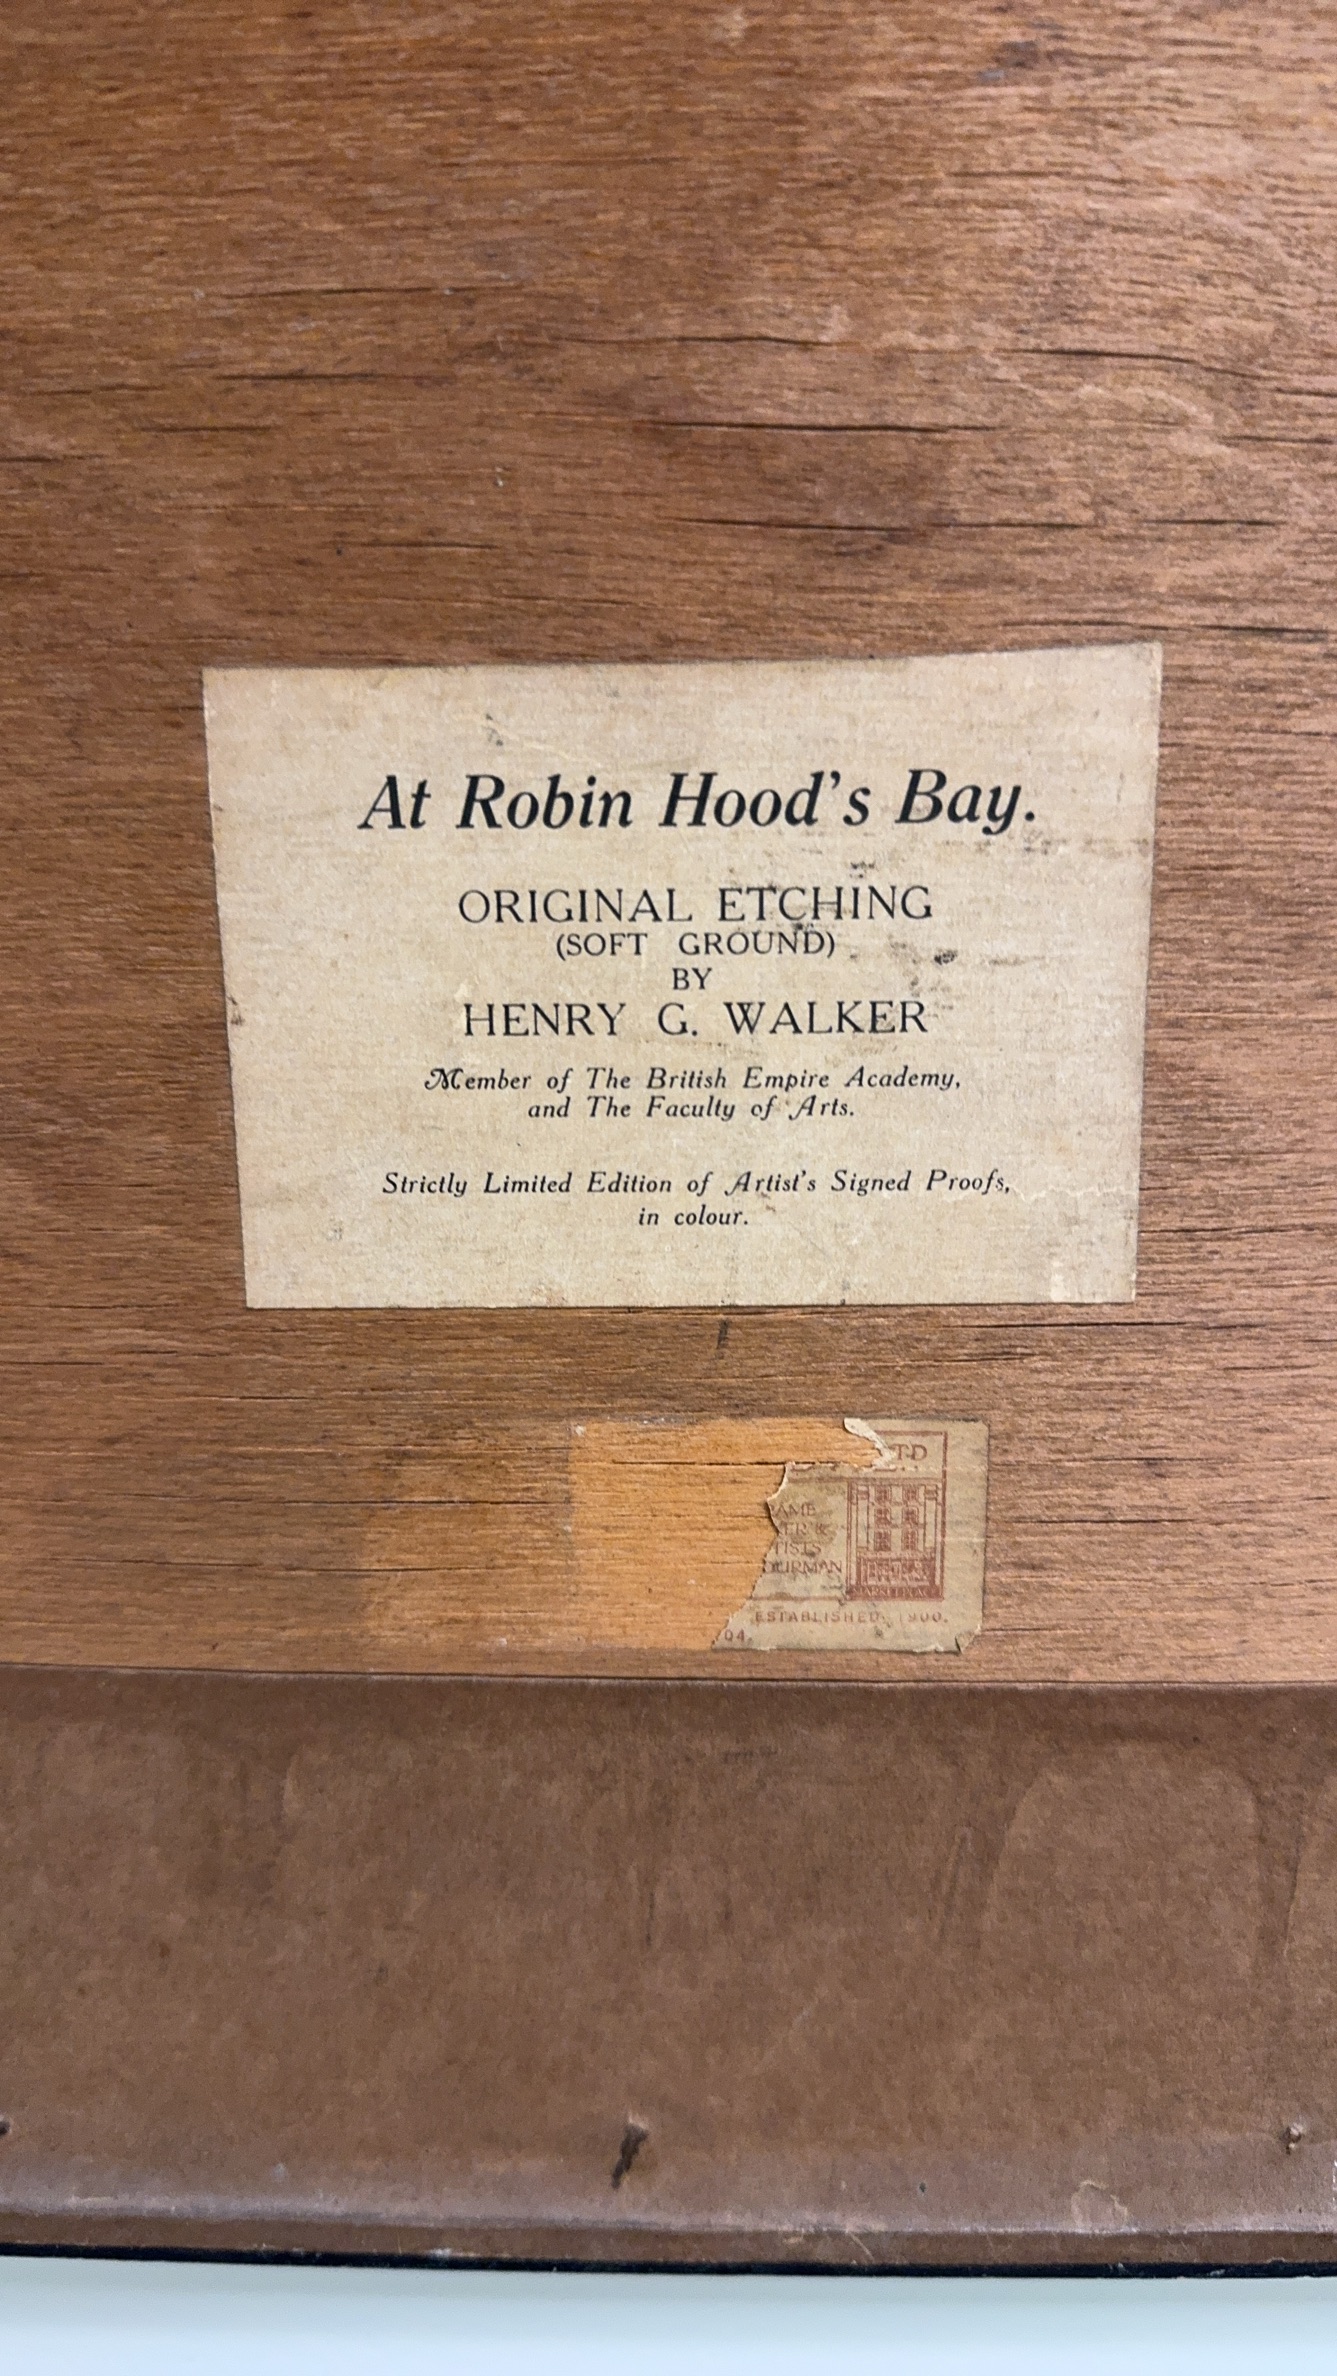 At Robin Hood's Bay.
ORIGINAL ETCHING
(SOFT GROUND)
BY
HENRY G. WALKER
Member of The British Empire Academy,
and The Faculty of Arts.
Strictly Limited Edition of Artist's Signed Proofs,
in colour.
ESTABLISHED 1900.